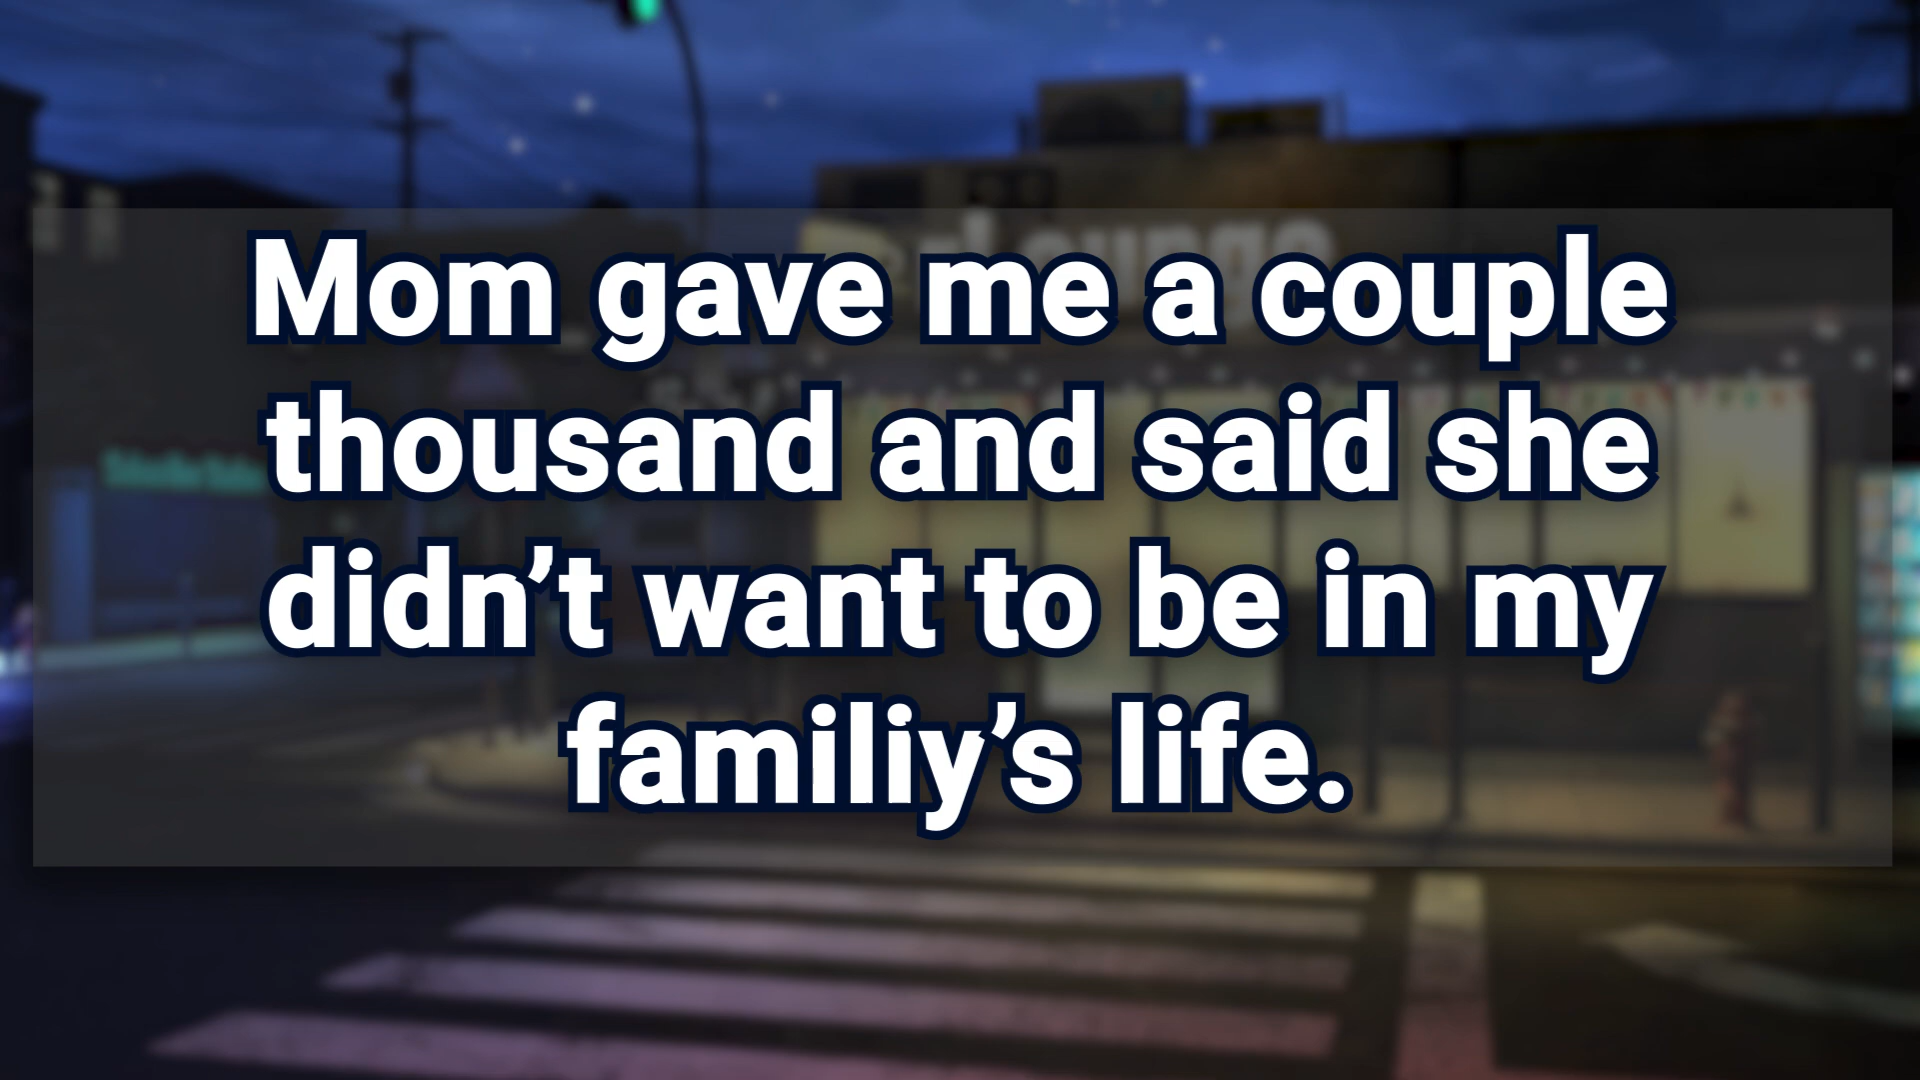 Mom gave me a couple
thousand and said she
didn’t want to be in my
familiy’s life.